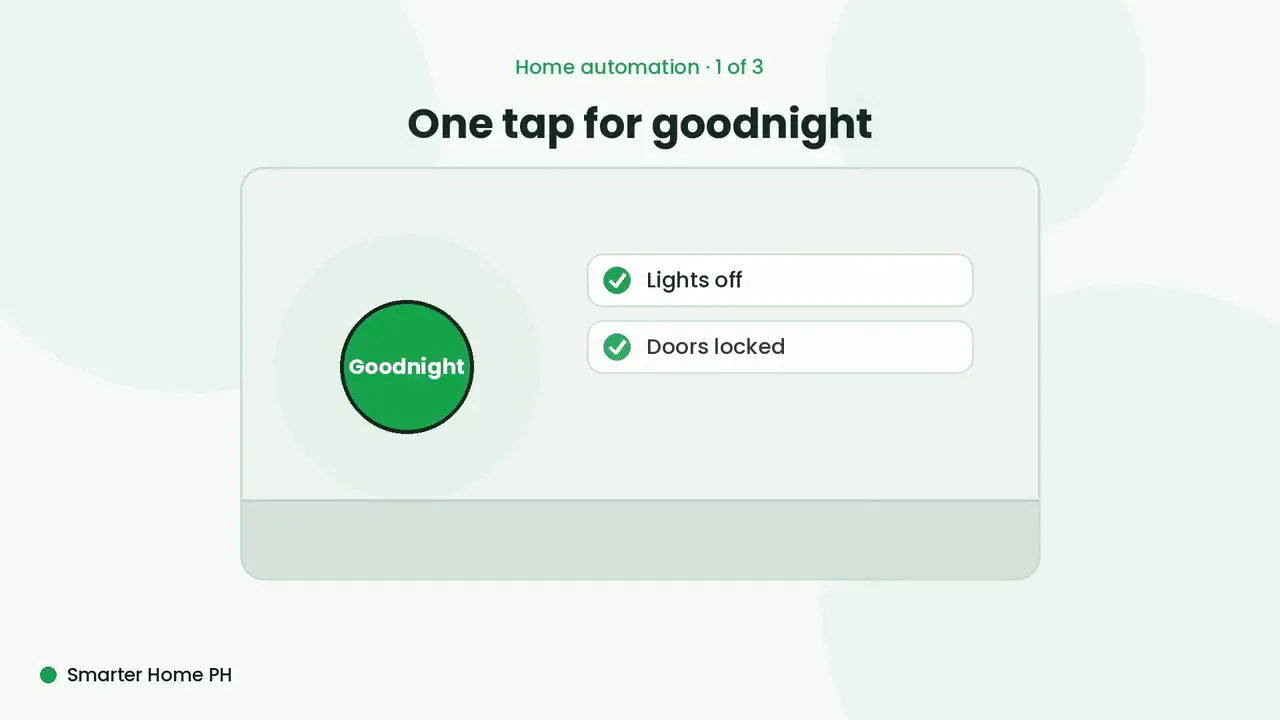 Home automation · 1 of 3
One tap for goodnight
Goodnight
Lights off
Doors locked
Smarter Home PH